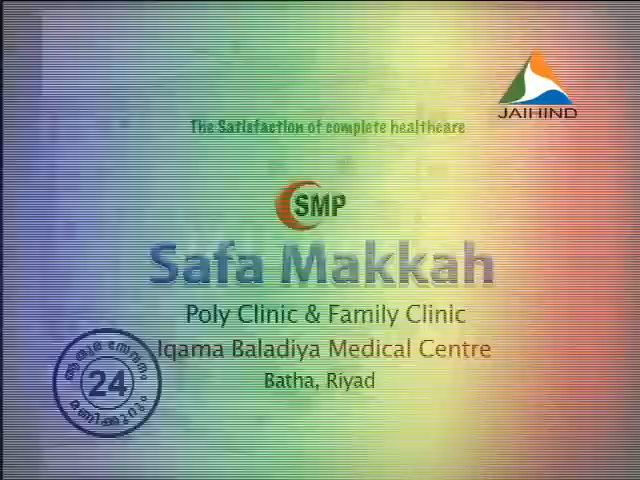 JAIHIND
The Satisfaction of complete healthcare
SMP
Safa Makkah
Poly Clinic & Family Clinic
Iqama Baladiya Medical Centre
Batha, Riyad
24
മണിക്കൂറും